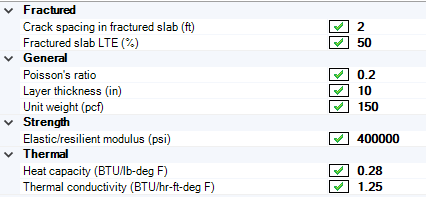 Fractured
Crack spacing in fractured slab (ft) 2
Fractured slab LTE (%) 50
General
Poisson's ratio 0.2
Layer thickness (in) 10
Unit weight (pcf) 150
Strength
Elastic/resilient modulus (psi) 400000
Thermal
Heat capacity (BTU/lb-deg F) 0.28
Thermal conductivity (BTU/hr-ft-deg F) 1.25